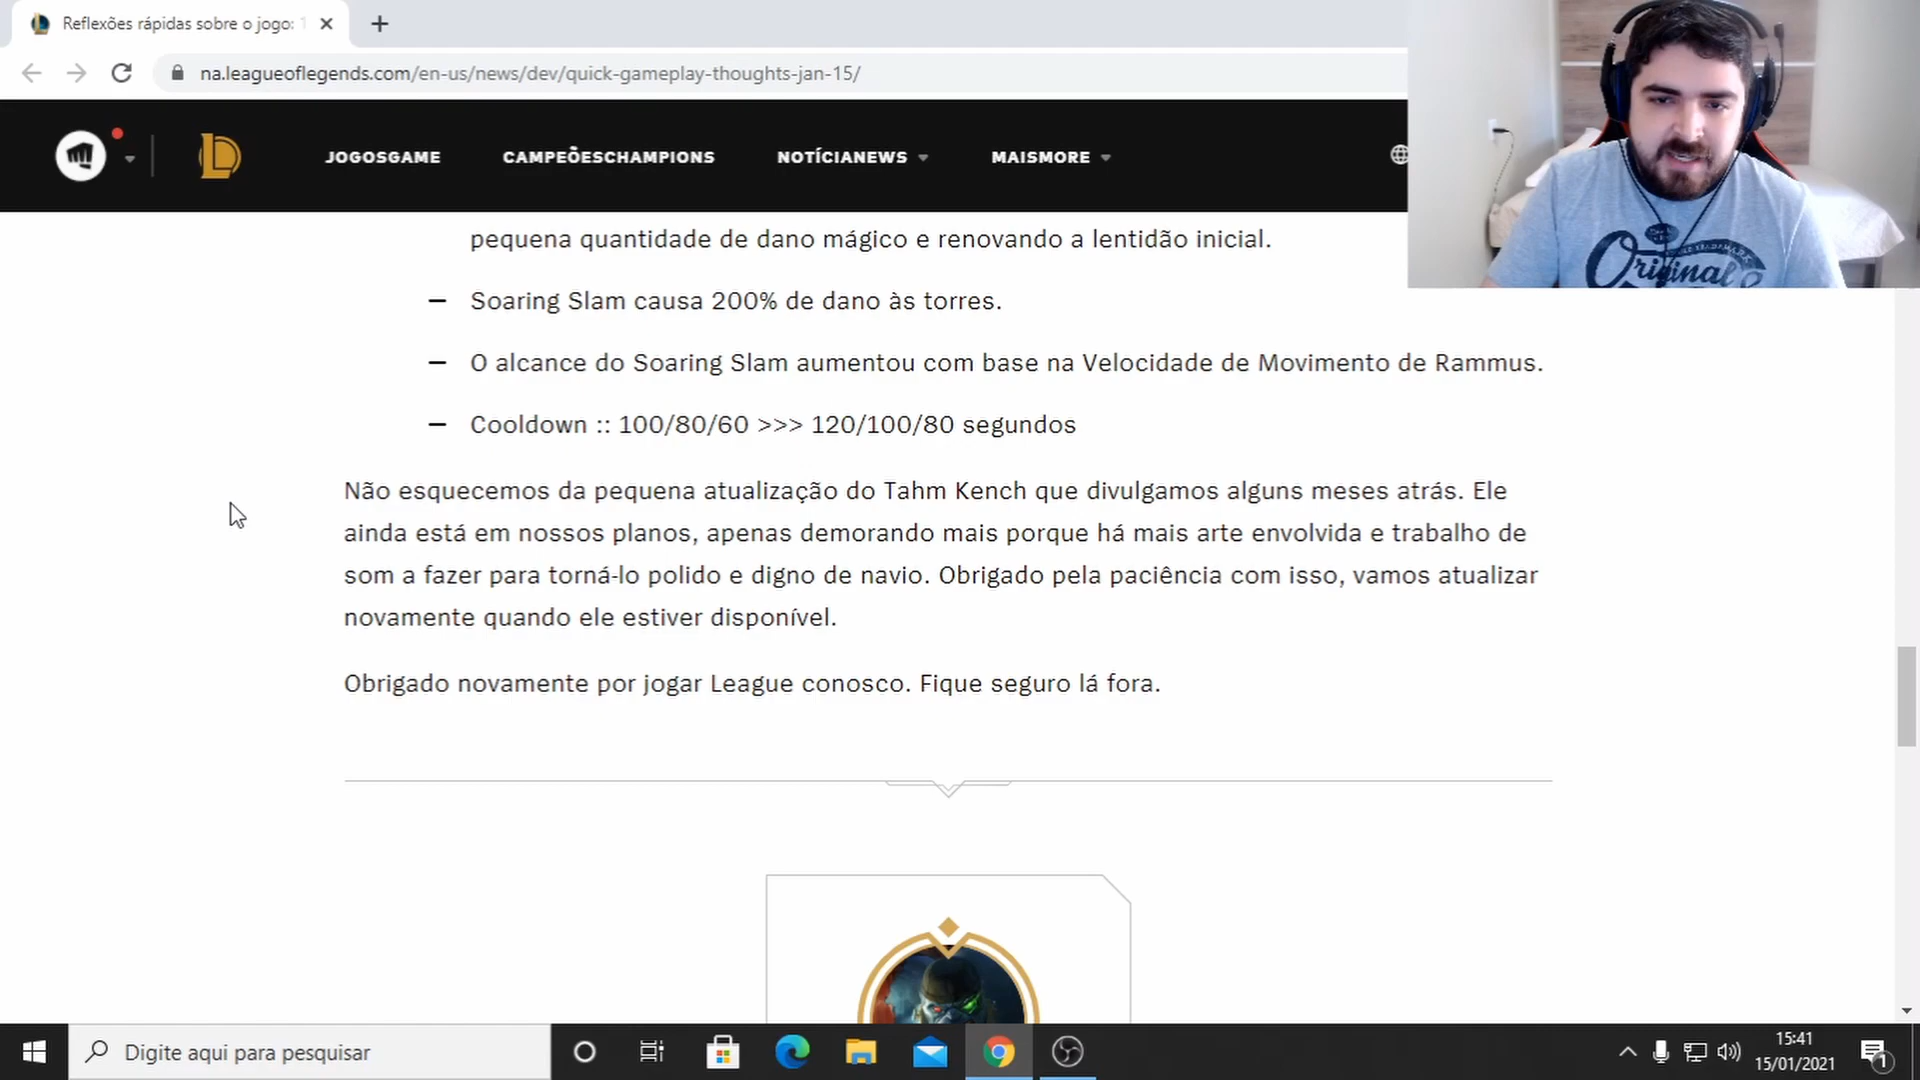 Reflexões rápidas sobre o jogo:
na.leagueoflegends.com/en-us/news/dev/quick-gameplay-thoughts-jan-15/
JOGOSGAME
CAMPEÕESCHAMPIONS
NOTÍCIANEWS
MAISMORE
pequena quantidade de dano mágico e renovando a lentidão inicial.
– Soaring Slam causa 200% de dano às torres.
– O alcance do Soaring Slam aumentou com base na Velocidade de Movimento de Rammus.
– Cooldown :: 100/80/60 >>> 120/100/80 segundos
Não esquecemos da pequena atualização do Tahm Kench que divulgamos alguns meses atrás. Ele
ainda está em nossos planos, apenas demorando mais porque há mais arte envolvida e trabalho de
som a fazer para torná-lo polido e digno de navio. Obrigado pela paciência com isso, vamos atualizar
novamente quando ele estiver disponível.
Obrigado novamente por jogar League conosco. Fique seguro lá fora.
Original
Digite aqui para pesquisar
15:41
15/01/2021
1